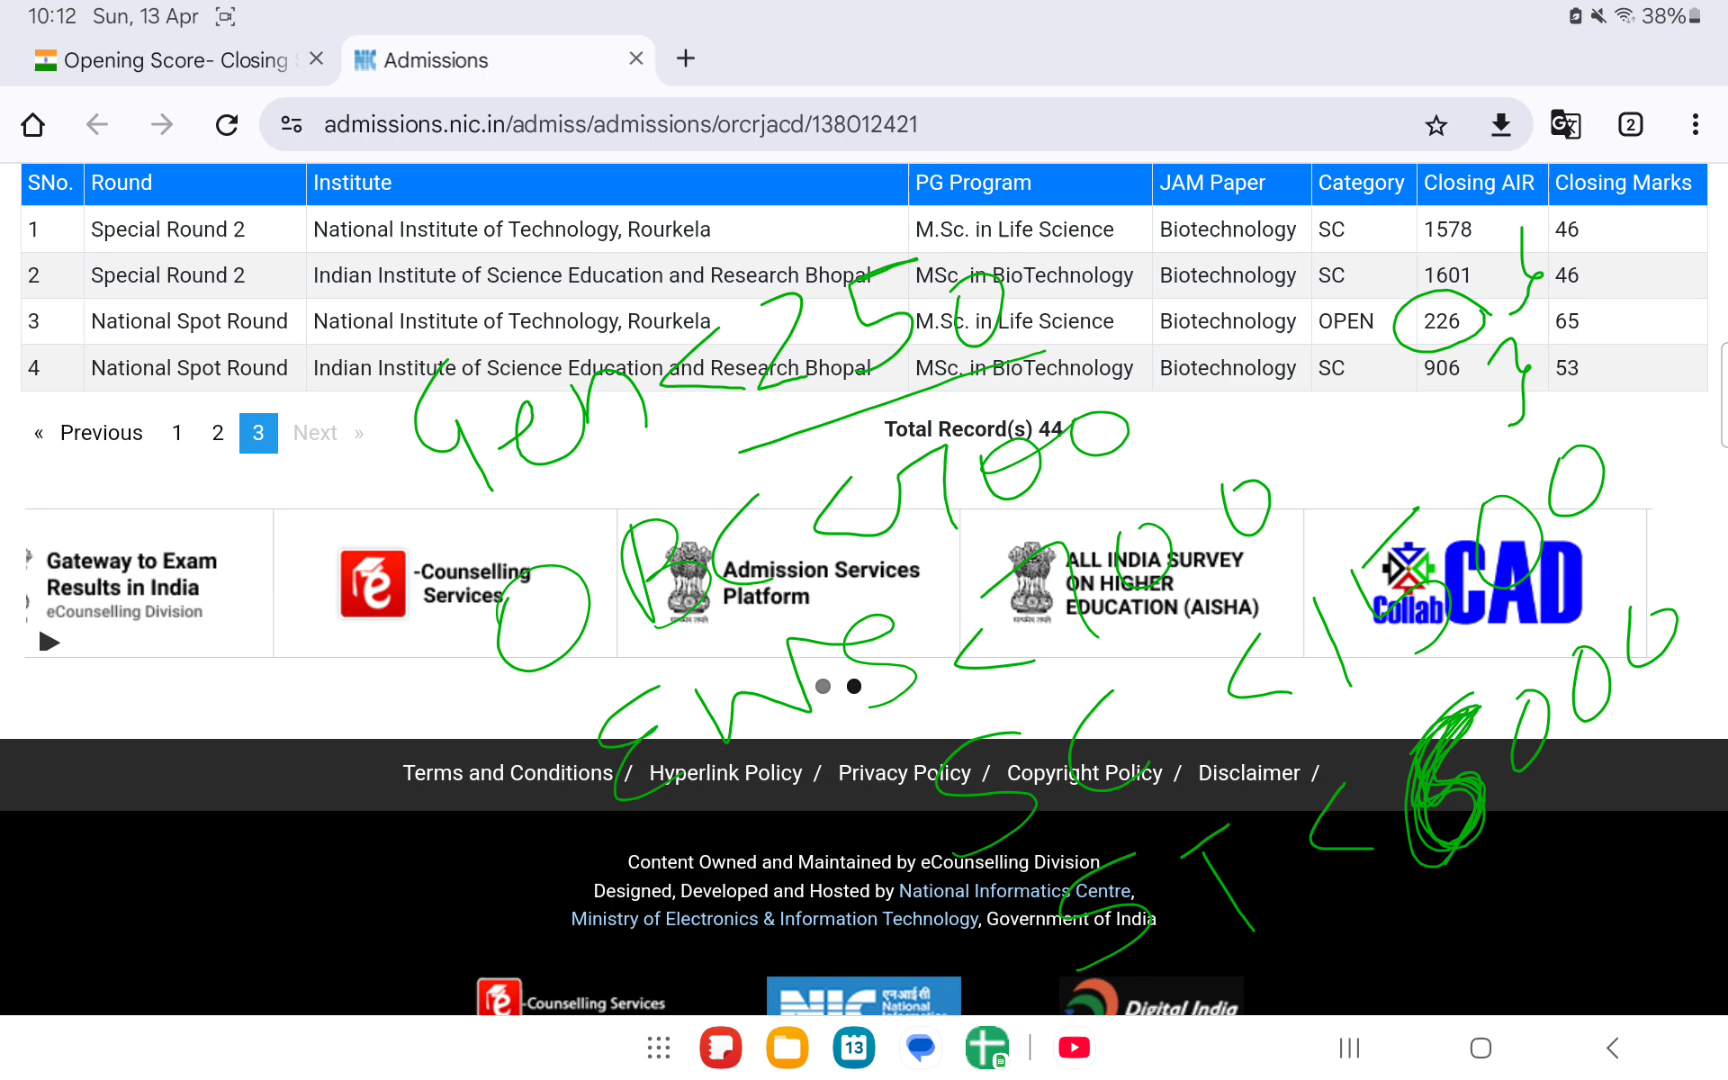 10:12 Sun, 13 Apr 38%
Opening Score- Closing
NIC Admissions
admissions.nic.in/admiss/admissions/orcrjacd/138012421 2
SNo. Round Institute PG Program JAM Paper Category Closing AIR Closing Marks
1 Special Round 2 National Institute of Technology, Rourkela M.Sc. in Life Science Biotechnology SC 1578 46
2 Special Round 2 Indian Institute of Science Education and Research Bhopal MSc. in BioTechnology Biotechnology SC 1601 46
3 National Spot Round National Institute of Technology, Rourkela M.Sc. in Life Science Biotechnology OPEN 226 65
4 National Spot Round Indian Institute of Science Education and Research Bhopal MSc. in BioTechnology Biotechnology SC 906 53
Gen < 250
« Previous 1 2 3 Next »
Total Record(s) 44
OBC < 700
EWS < 700
SC < 1500
ST < 6000
Gateway to Exam
Results in India
eCounselling Division
e -Counselling
Services
Admission Services
Platform
ALL INDIA SURVEY
ON HIGHER
EDUCATION (AISHA)
Collab CAD
Terms and Conditions / Hyperlink Policy / Privacy Policy / Copyright Policy / Disclaimer /
Content Owned and Maintained by eCounselling Division
Designed, Developed and Hosted by National Informatics Centre,
Ministry of Electronics & Information Technology, Government of India
e -Counselling Services
NIC एनआईसी
National
Digital India
13